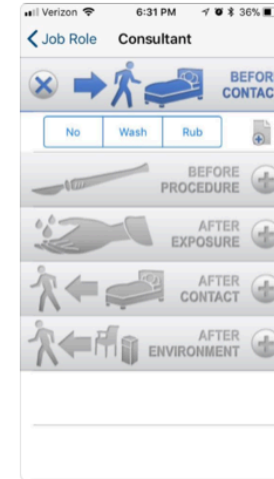 Verizon 6:31 PM 36%
Job Role Consultant
BEFOR
CONTAC
No Wash Rub
BEFORE
PROCEDURE
AFTER
EXPOSURE
AFTER
CONTACT
AFTER
ENVIRONMENT